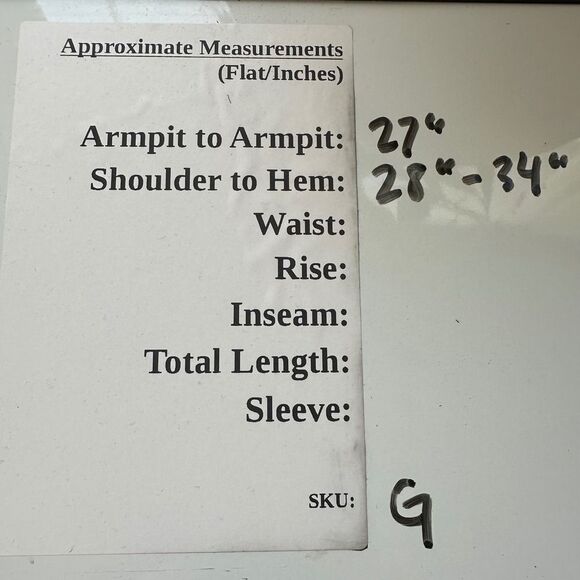 Approximate Measurements
(Flat/Inches)
Armpit to Armpit: 27"
Shoulder to Hem: 28" - 34"
Waist:
Rise:
Inseam:
Total Length:
Sleeve:
SKU: G